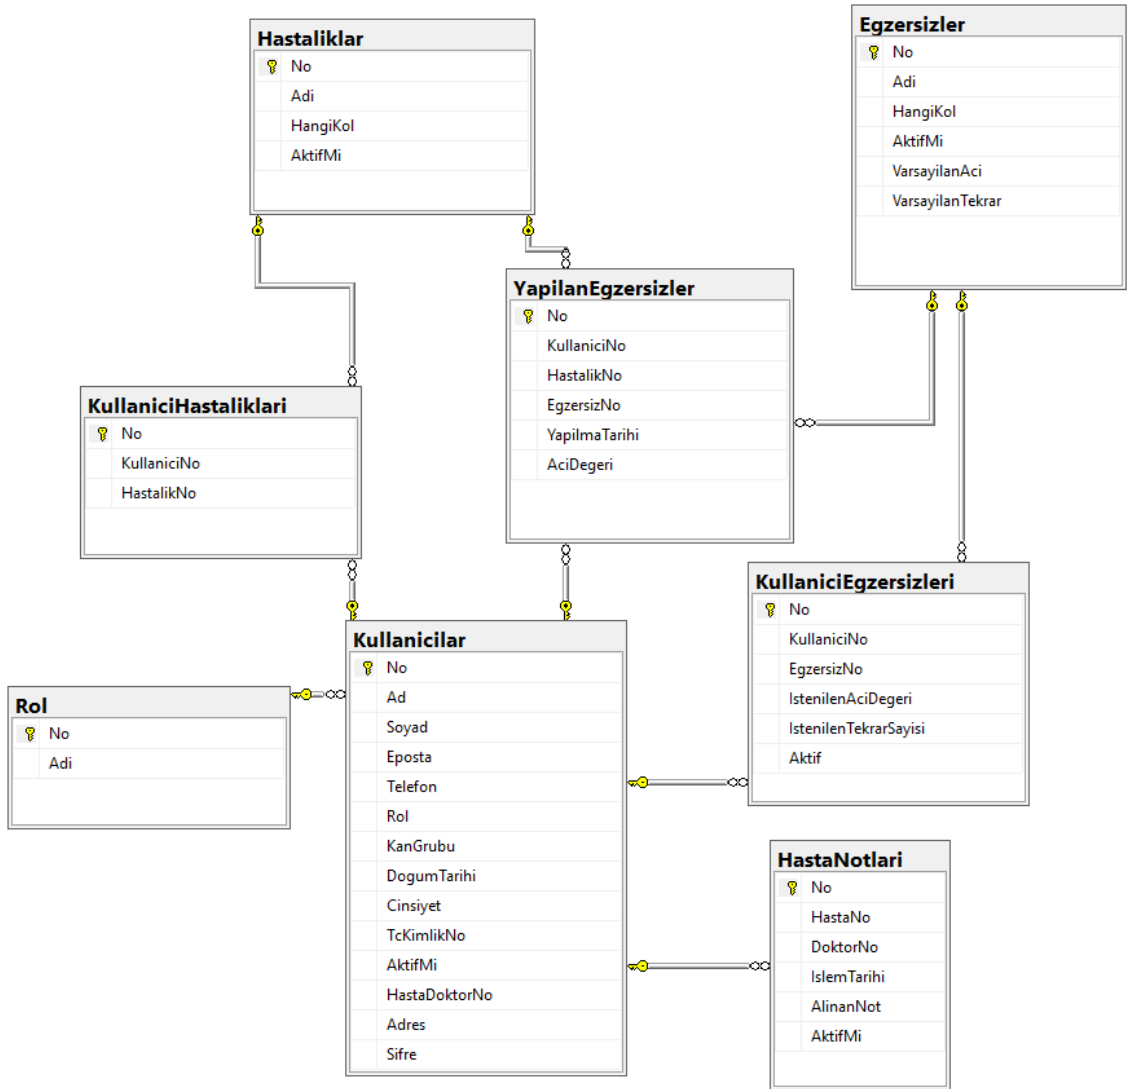 Hastaliklar
No
Adi
HangiKol
AktifMi
Egzersizler
No
Adi
HangiKol
AktifMi
VarsayilanAci
VarsayilanTekrar
YapilanEgzersizler
No
KullaniciNo
HastalikNo
EgzersizNo
YapilmaTarihi
AciDegeri
KullaniciHastaliklari
No
KullaniciNo
HastalikNo
KullaniciEgzersizleri
No
KullaniciNo
EgzersizNo
IstenilenAciDegeri
IstenilenTekrarSayisi
Aktif
Kullanicilar
No
Ad
Soyad
Eposta
Telefon
Rol
KanGrubu
DogumTarihi
Cinsiyet
TcKimlikNo
AktifMi
HastaDoktorNo
Adres
Sifre
Rol
No
Adi
HastaNotlari
No
HastaNo
DoktorNo
IslemTarihi
AlinanNot
AktifMi